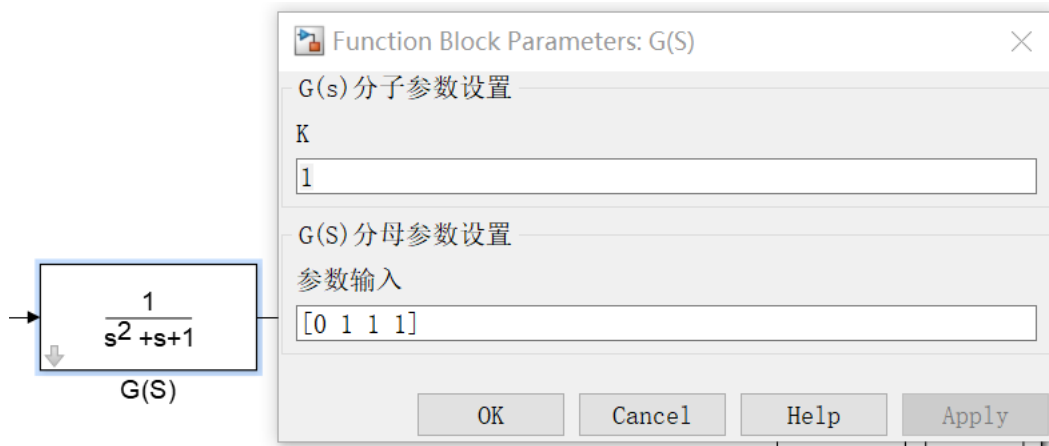 Function Block Parameters: G(S)
G(s)分子参数设置
K
1
G(S)分母参数设置
参数输入
[0 1 1 1]
OK Cancel Help Apply
1
s² +s+1
G(S)